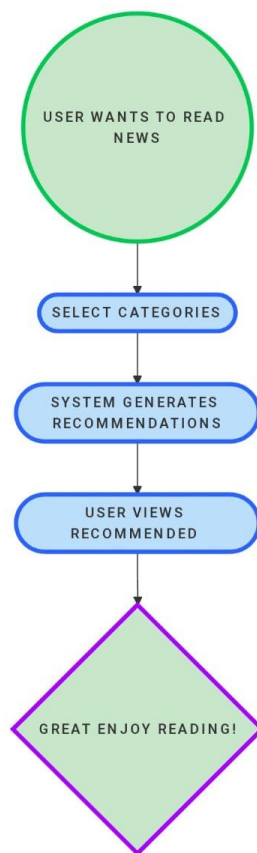 USER WANTS TO READ
NEWS
SELECT CATEGORIES
SYSTEM GENERATES
RECOMMENDATIONS
USER VIEWS
RECOMMENDED
GREAT ENJOY READING!